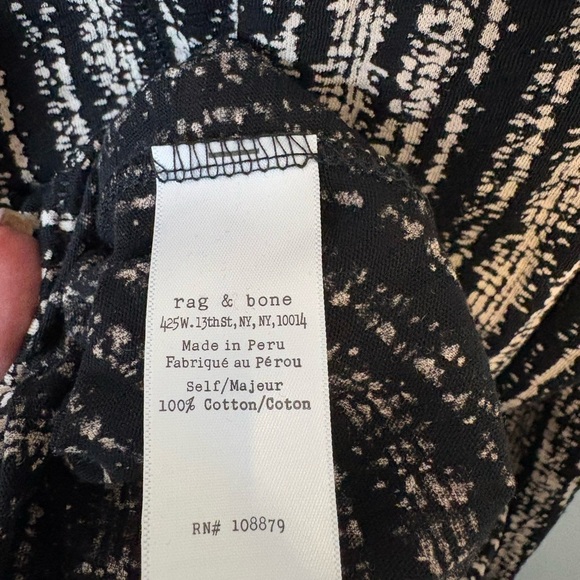 rag & bone
425W.13thSt,NY,NY,10014
Made in Peru
Fabriqué au Pérou
Self/Majeur
100% Cotton/Coton
RN# 108879